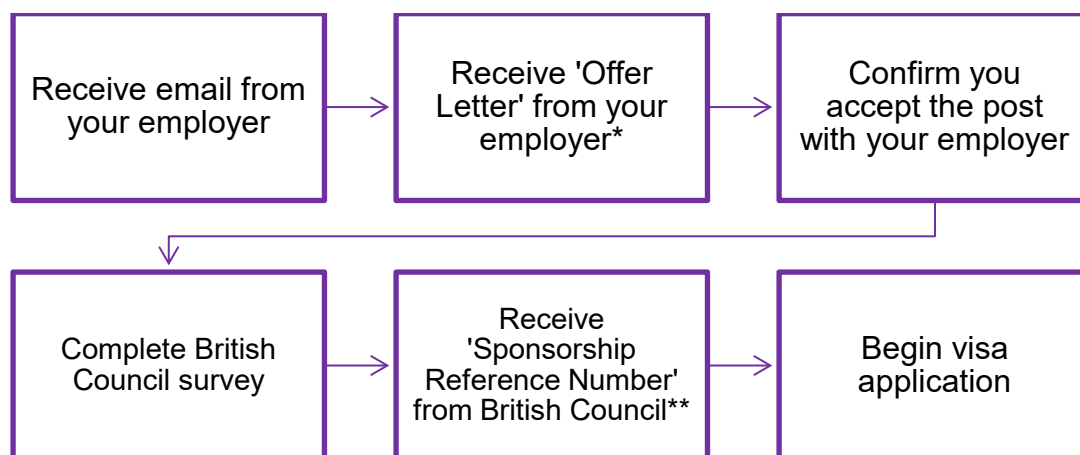 Receive email from
your employer
Receive 'Offer
Letter' from your
employer*
Confirm you
accept the post
with your employer
Complete British
Council survey
Receive
'Sponsorship
Reference Number'
from British Council**
Begin visa
application